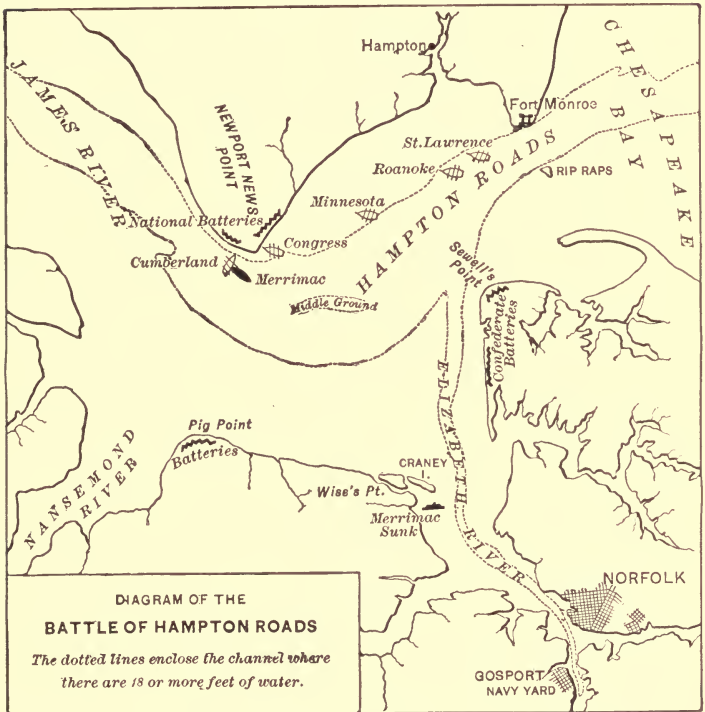 CHESAPEAKE
BAY
Hampton
JAMES RIVER
Fort Monroe
NEWPORT NEWS
POINT
St. Lawrence
Roanoke
HAMPTON ROADS
RIP RAPS
Minnesota
National Batteries
Congress
Cumberland
Merrimac
Sewell's
Point
Middle Ground
Confederate
Batteries
ELIZABETH RIVER
Pig Point
Batteries
NANSEMOND
RIVER
CRANEY
I.
Wise's Pt.
Merrimac
Sunk
NORFOLK
GOSPORT
NAVY YARD
DIAGRAM OF THE
BATTLE OF HAMPTON ROADS
The dotted lines enclose the channel where
there are 18 or more feet of water.